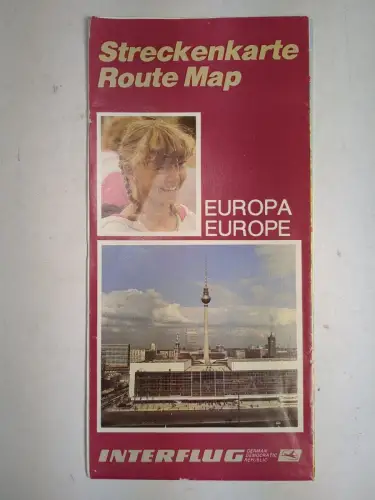 Streckenkarte
Route Map
EUROPA
EUROPE
INTERFLUG
GERMAN
DEMOCRATIC
REPUBLIC